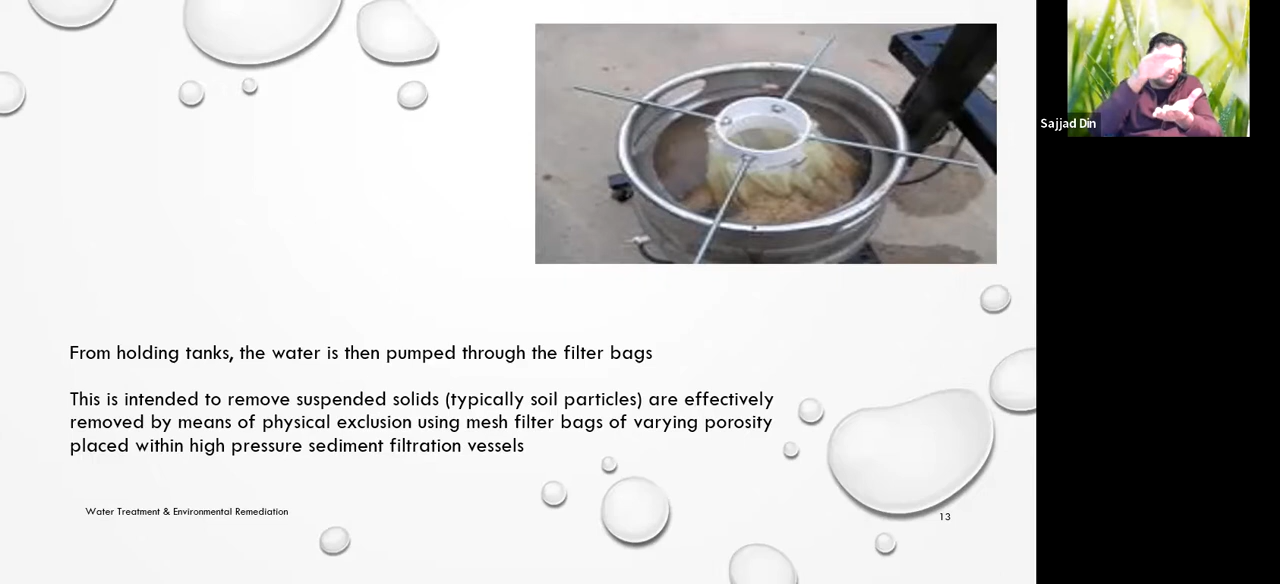 Sajjad Din
From holding tanks, the water is then pumped through the filter bags
This is intended to remove suspended solids (typically soil particles) are effectively
removed by means of physical exclusion using mesh filter bags of varying porosity
placed within high pressure sediment filtration vessels
Water Treatment & Environmental Remediation
13